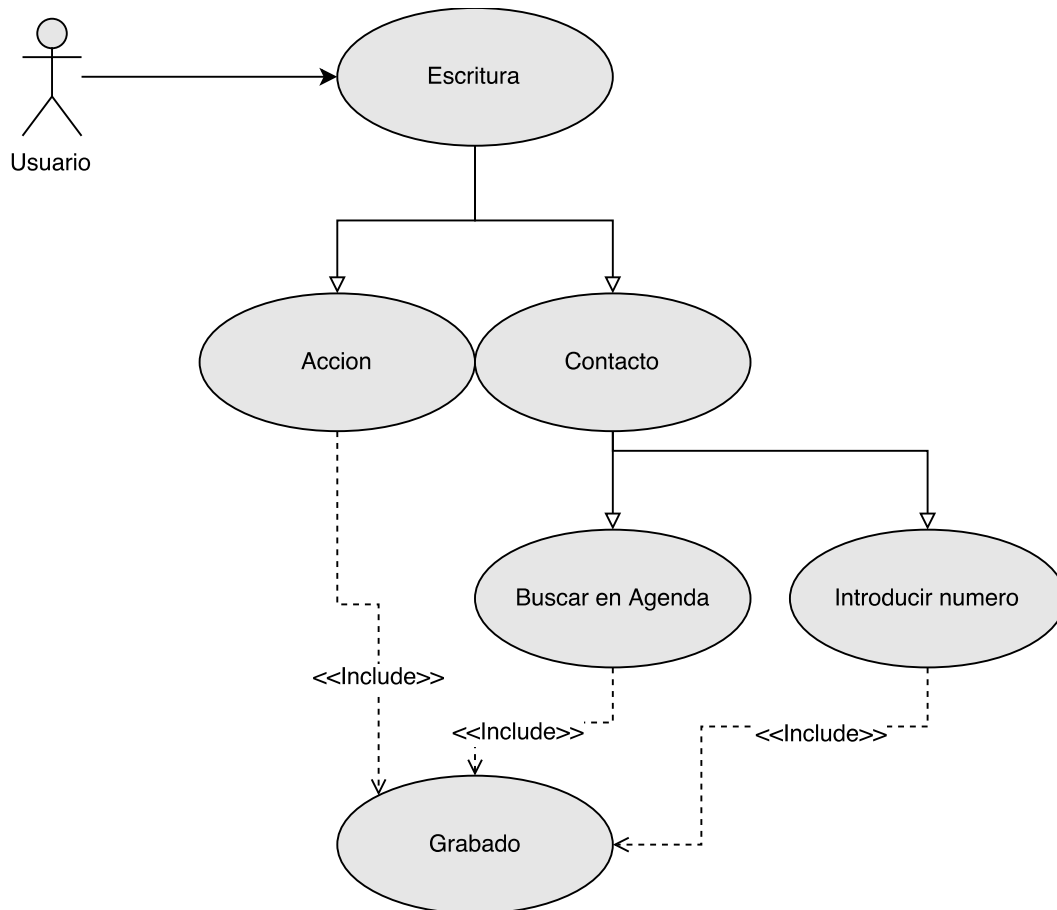 Escritura
Usuario
Accion
Contacto
Buscar en Agenda
Introducir numero
<<Include>>
<<Include>>
<<Include>>
Grabado